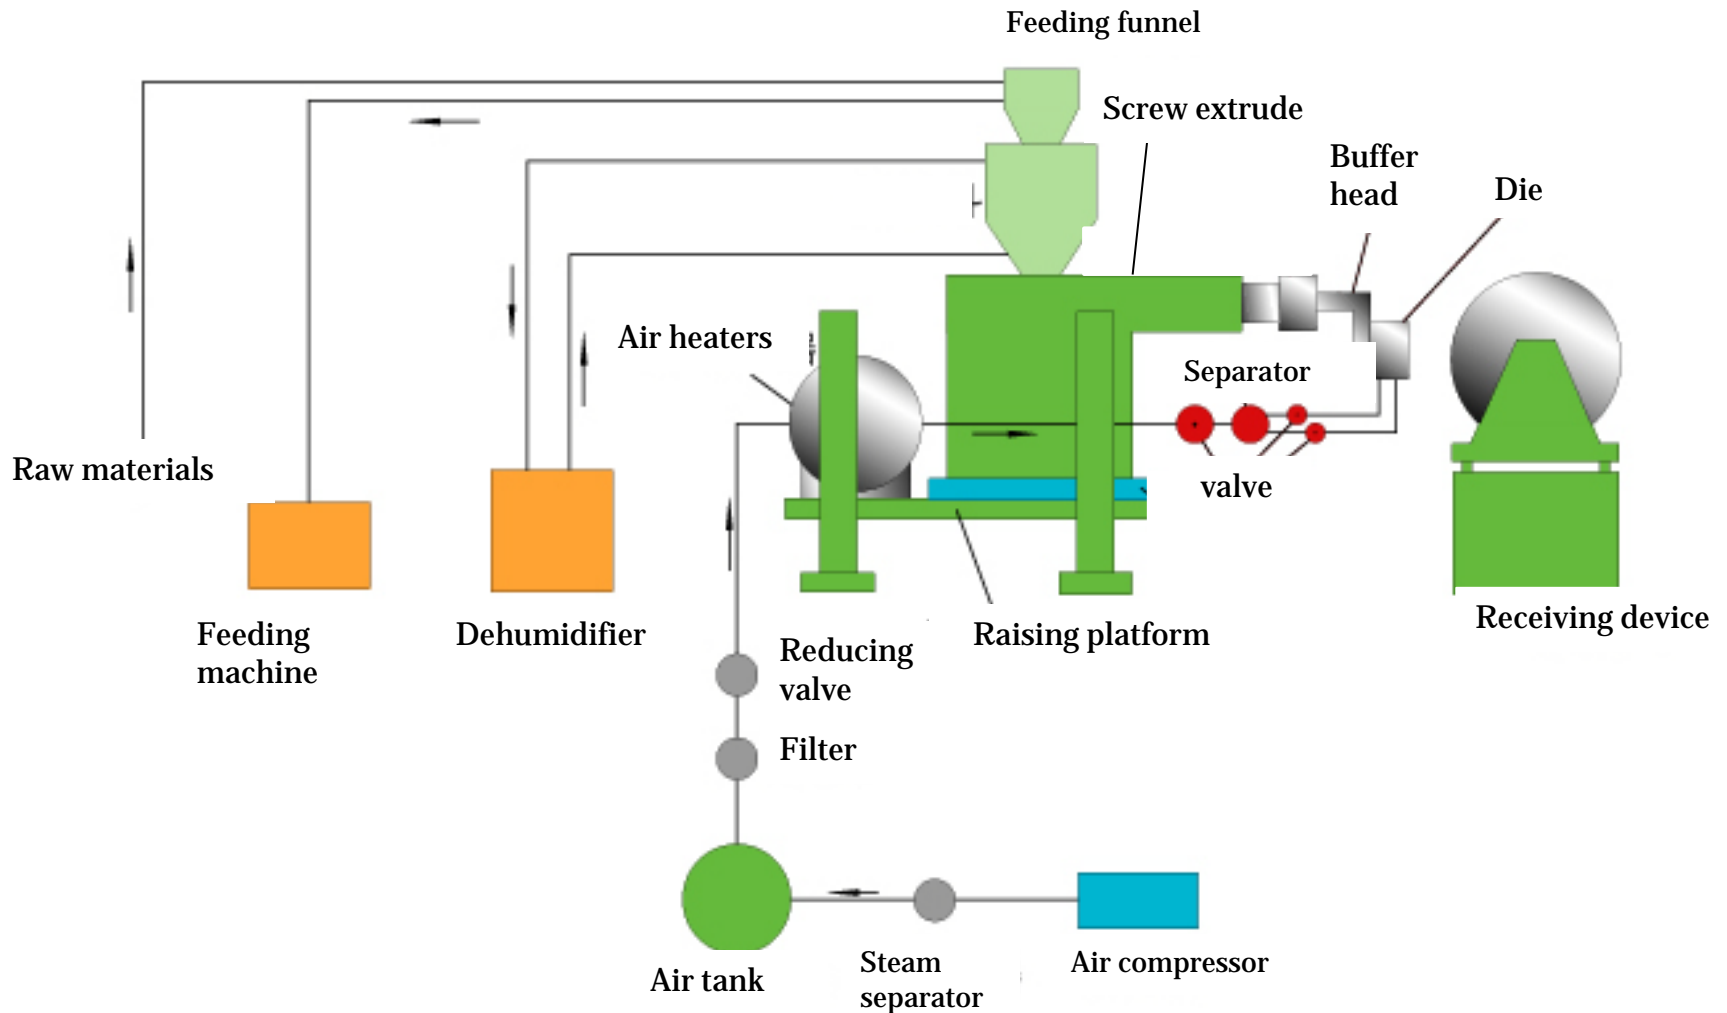 Feeding funnel
Screw extrude
Buffer
head
Die
Air heaters
Separator
Raw materials
valve
Feeding
machine
Dehumidifier
Raising platform
Receiving device
Reducing
valve
Filter
Air tank
Steam
separator
Air compressor